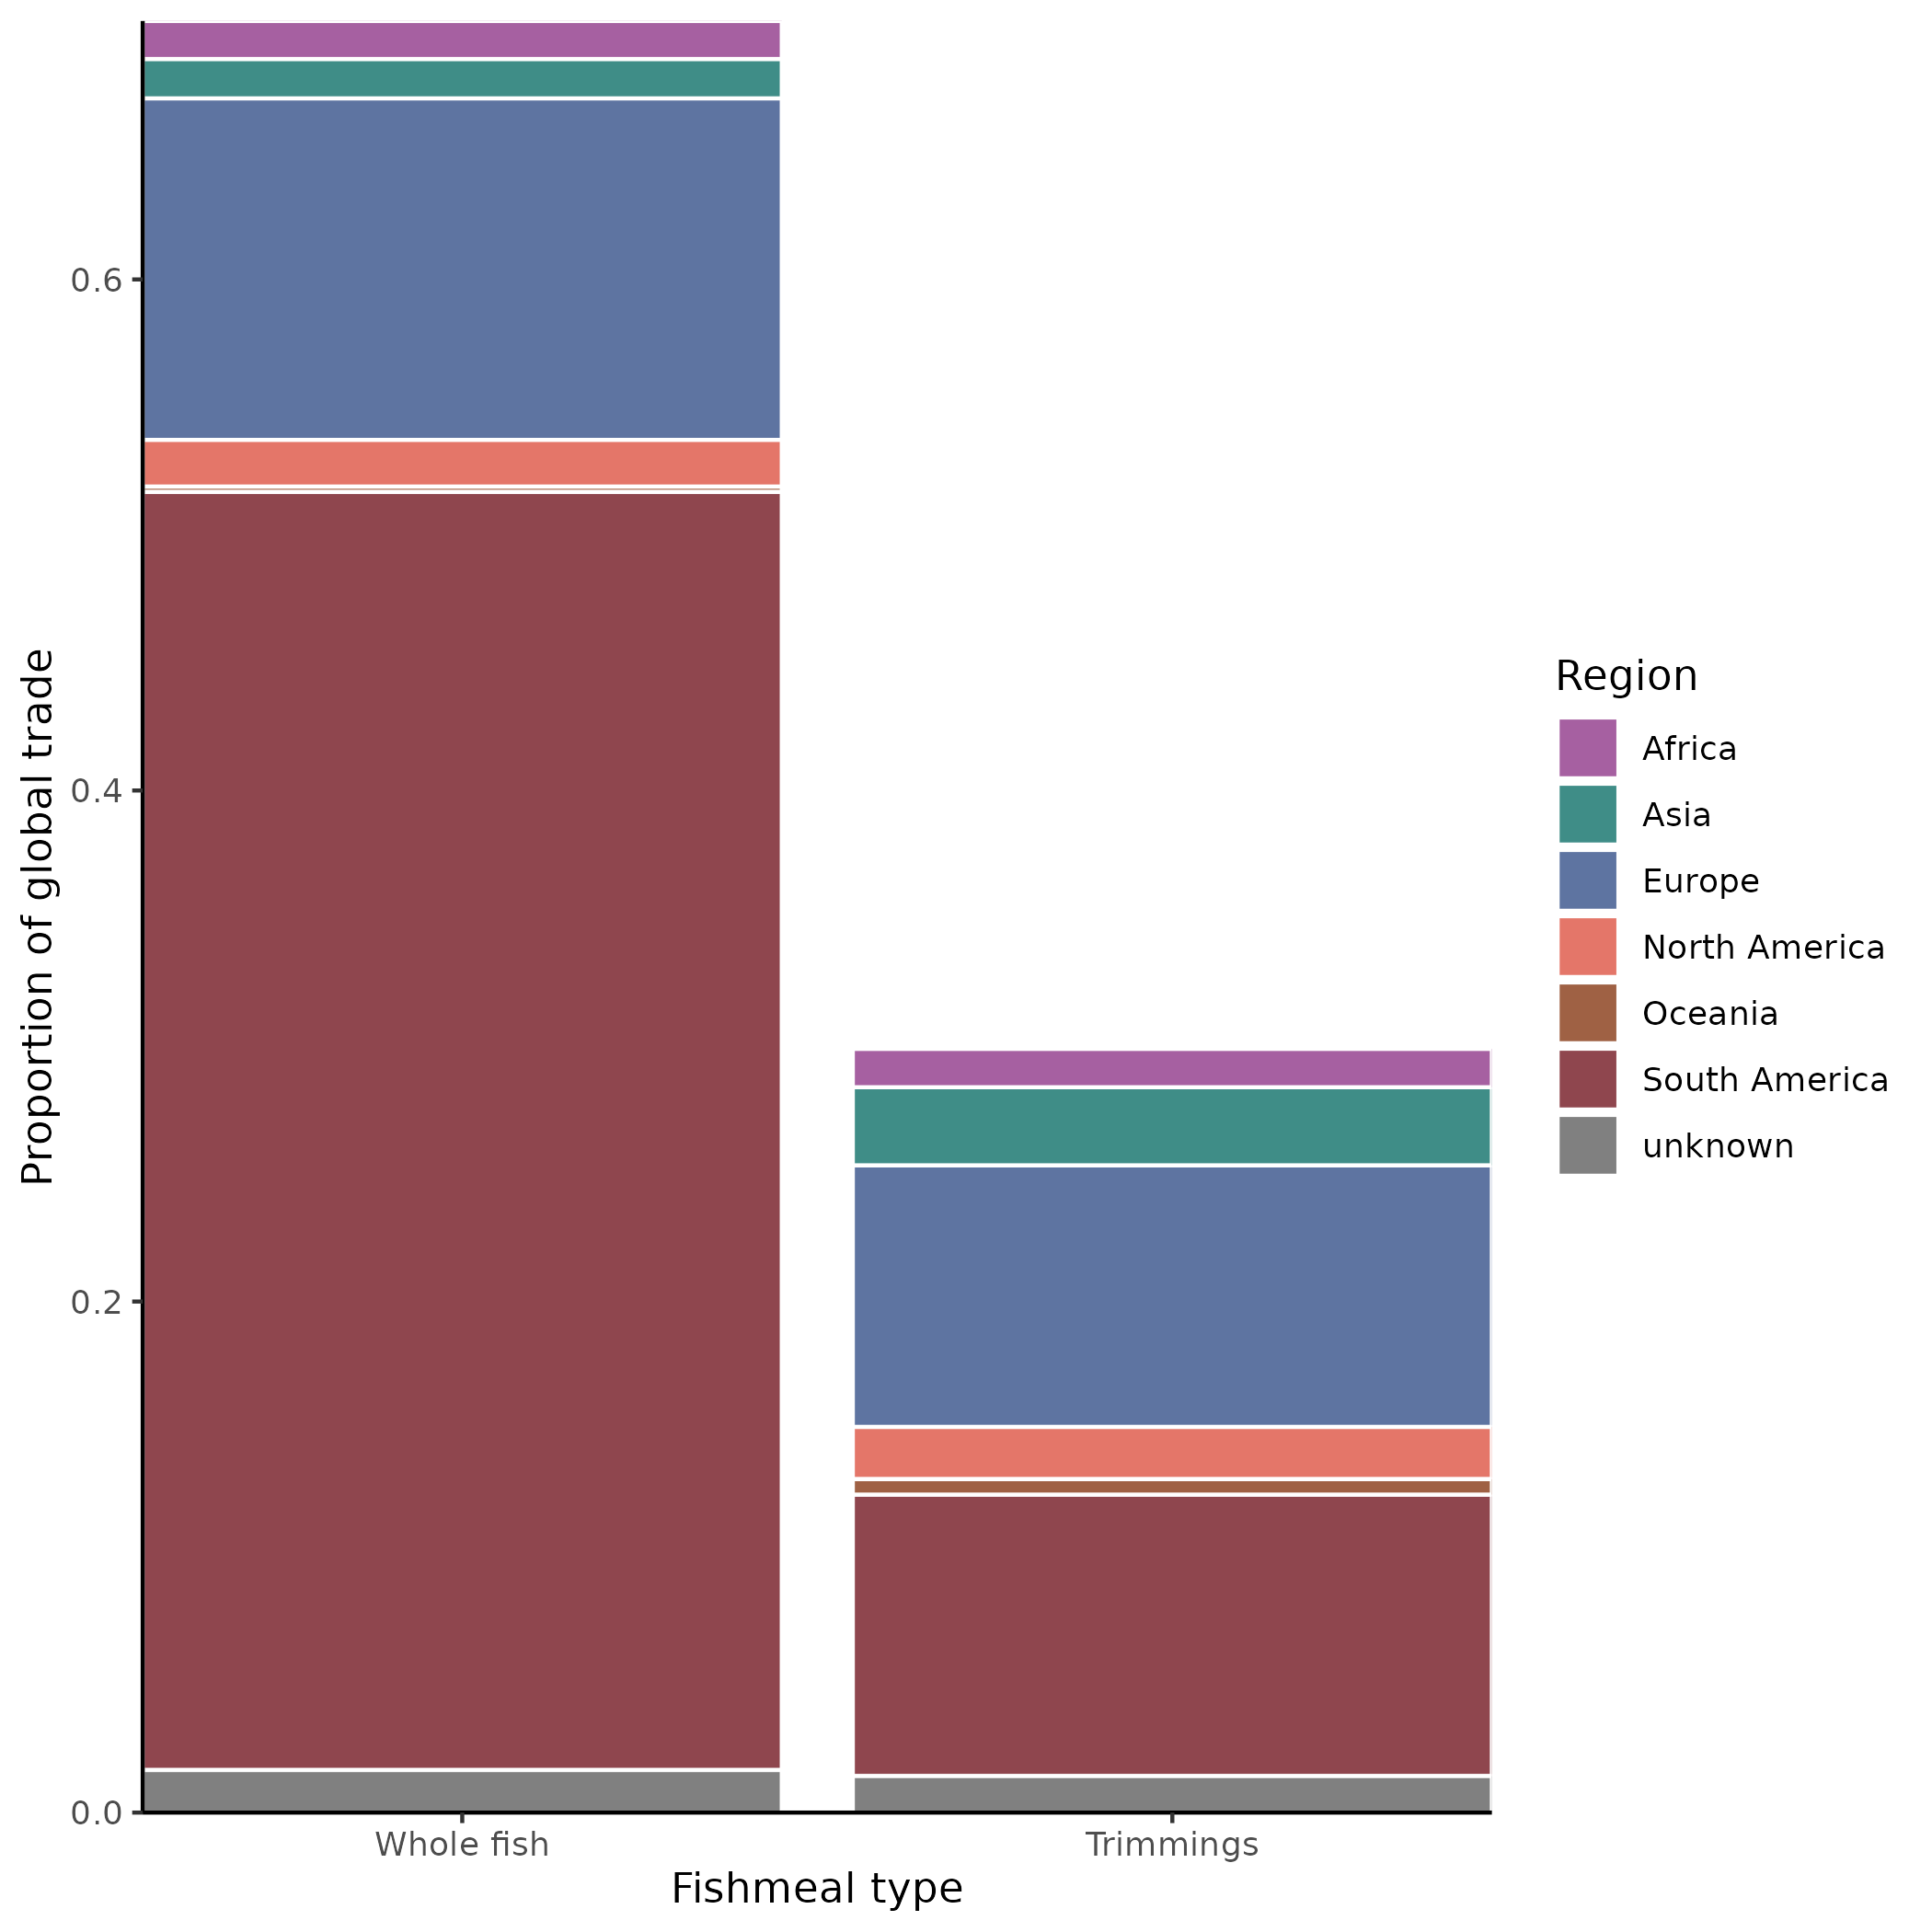 Proportion of global trade
0.6
0.4
0.2
0.0
Whole fish
Trimmings
Fishmeal type
Region
Africa
Asia
Europe
North America
Oceania
South America
unknown